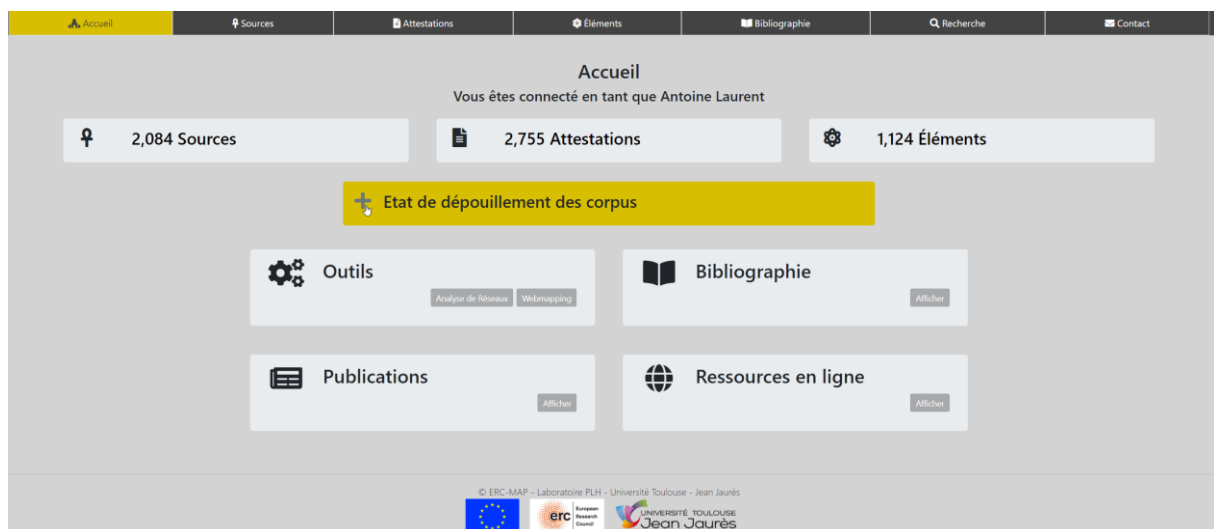 Accueil
Sources
Attestations
Éléments
Bibliographie
Recherche
Contact
Accueil
Vous êtes connecté en tant que Antoine Laurent
2,084 Sources
2,755 Attestations
1,124 Éléments
Etat de dépouillement des corpus
Outils
Analyse de Réseaux
Webmapping
Bibliographie
Afficher
Publications
Afficher
Ressources en ligne
Afficher
© ERC-MAP - Laboratoire PLH - Université Toulouse - Jean Jaurès
erc
European
Research
Council
UNIVERSITÉ TOULOUSE
Jean Jaurès